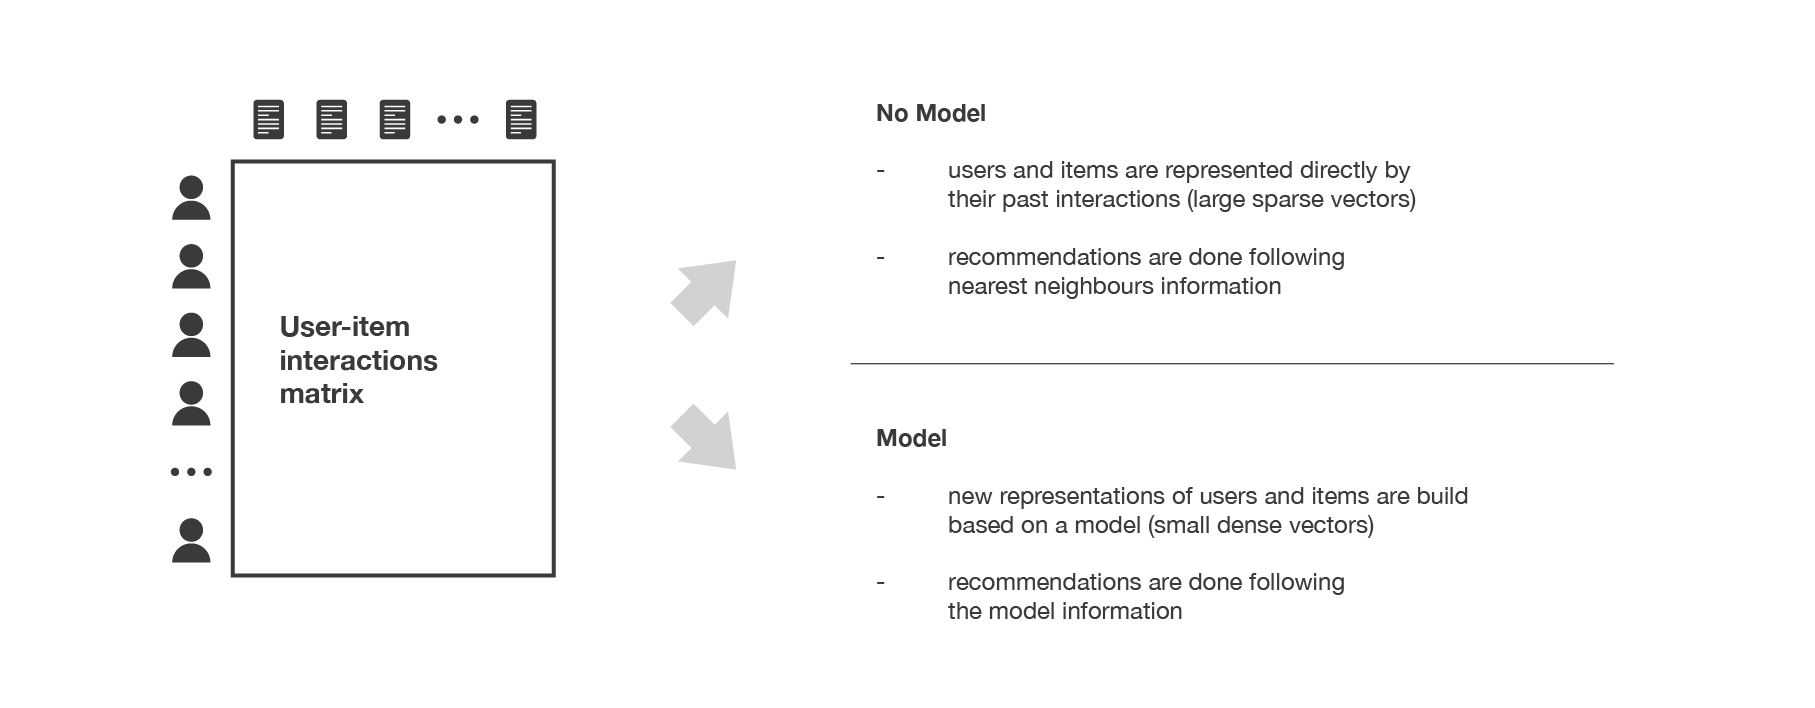 User-item
interactions
matrix
No Model
- users and items are represented directly by
their past interactions (large sparse vectors)
- recommendations are done following
nearest neighbours information
Model
- new representations of users and items are build
based on a model (small dense vectors)
- recommendations are done following
the model information